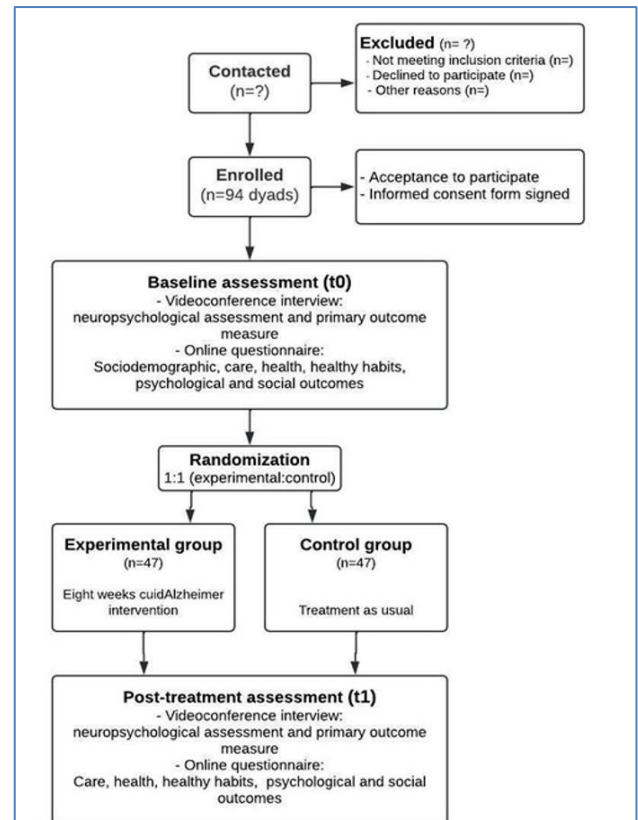 Contacted
(n=?)
Excluded (n= ?)
- Not meeting inclusion criteria (n=)
- Declined to participate (n=)
- Other reasons (n=)
Enrolled
(n=94 dyads)
- Acceptance to participate
- Informed consent form signed
Baseline assessment (t0)
- Videoconference interview:
neuropsychological assessment and primary outcome
measure
- Online questionnaire:
Sociodemographic, care, health, healthy habits,
psychological and social outcomes
Randomization
1:1 (experimental:control)
Experimental group
(n=47)
Eight weeks cuidAlzheimer
intervention
Control group
(n=47)
Treatment as usual
Post-treatment assessment (t1)
- Videoconference interview:
neuropsychological assessment and primary outcome
measure
- Online questionnaire:
Care, health, healthy habits, psychological and social
outcomes